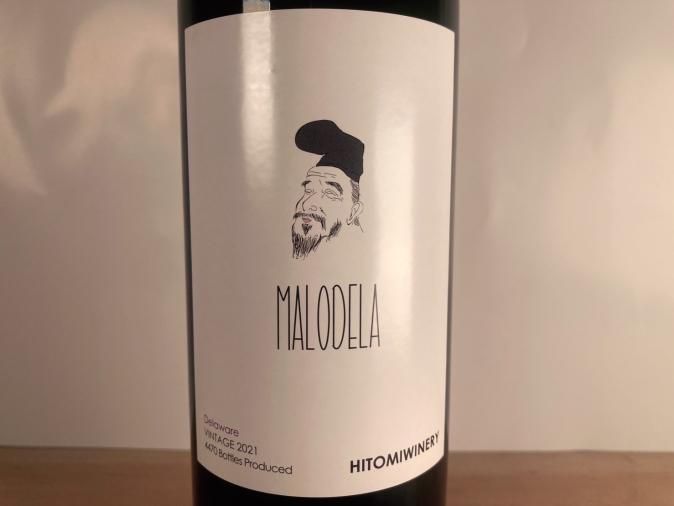 MALODELA
Delaware
VINTAGE 2021
4470 Bottles Produced
HITOMIWINERY